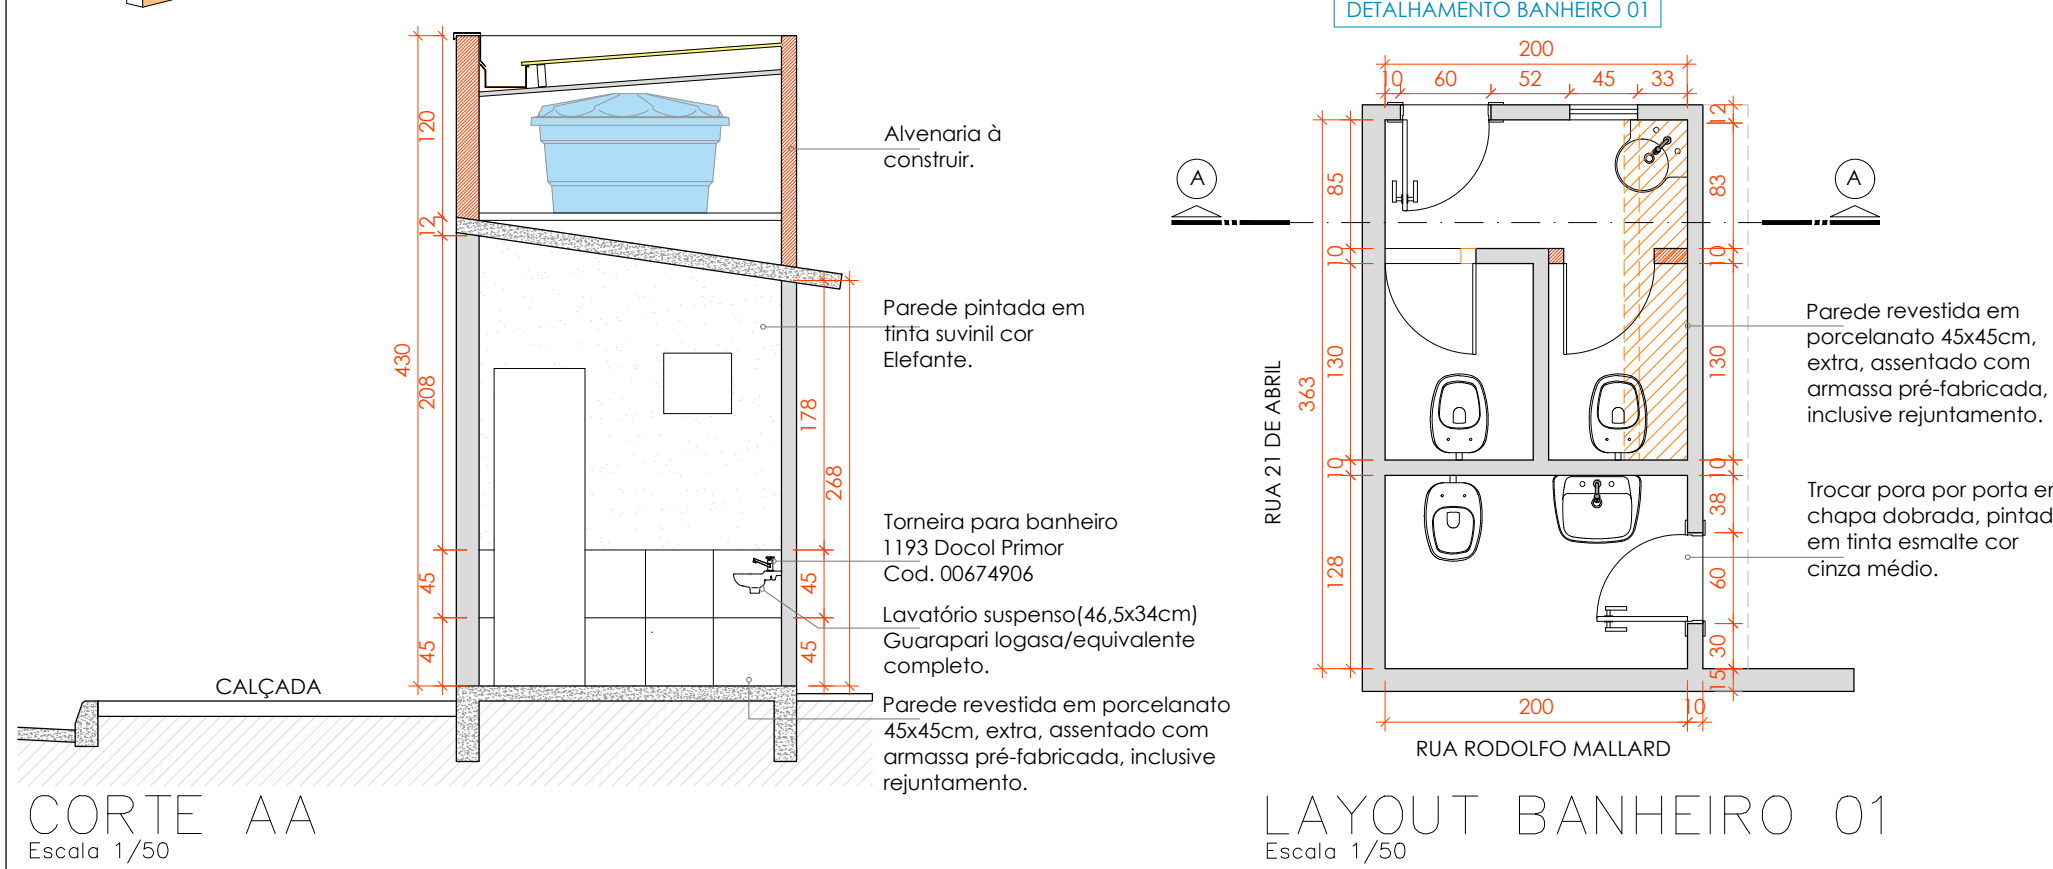 DETALHAMENTO BANHEIRO 01
120
12
430
208
45
45
178
268
45
45
Alvenaria à
construir.
Parede pintada em
tinta suvinil cor
Elefante.
Torneira para banheiro
1193 Docol Primor
Cod. 00674906
Lavatório suspenso(46,5x34cm)
Guarapari logasa/equivalente
completo.
Parede revestida em porcelanato
45x45cm, extra, assentado com
armassa pré-fabricada, inclusive
rejuntamento.
CALÇADA
CORTE AA
Escala 1/50
200
10 60 52 45 33
A
A
85
10
130
363
10
128
12
83
10
130
10
38
60
30
15
RUA 21 DE ABRIL
Parede revestida em
porcelanato 45x45cm,
extra, assentado com
armassa pré-fabricada,
inclusive rejuntamento.
Trocar pora por porta
chapa dobrada, pintad
em tinta esmalte cor
cinza médio.
200 10
RUA RODOLFO MALLARD
LAYOUT BANHEIRO 01
Escala 1/50